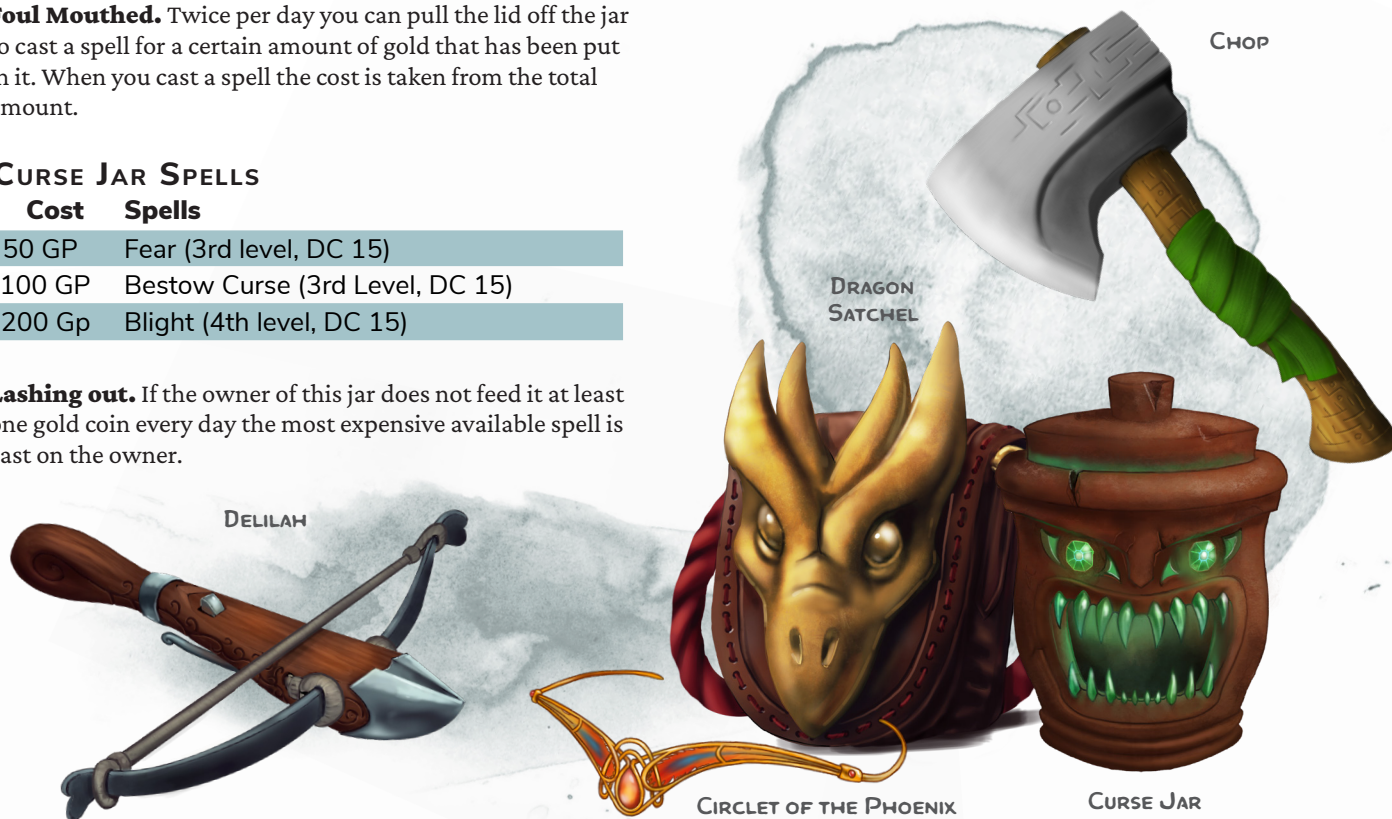 Foul Mouthed. Twice per day you can pull the lid off the jar
to cast a spell for a certain amount of gold that has been put
in it. When you cast a spell the cost is taken from the total
amount.
Curse Jar Spells
Cost Spells
50 GP Fear (3rd level, DC 15)
100 GP Bestow Curse (3rd Level, DC 15)
200 Gp Blight (4th level, DC 15)
Lashing out. If the owner of this jar does not feed it at least
one gold coin every day the most expensive available spell is
cast on the owner.
Chop
Dragon
Satchel
Delilah
Circlet of the Phoenix
Curse Jar